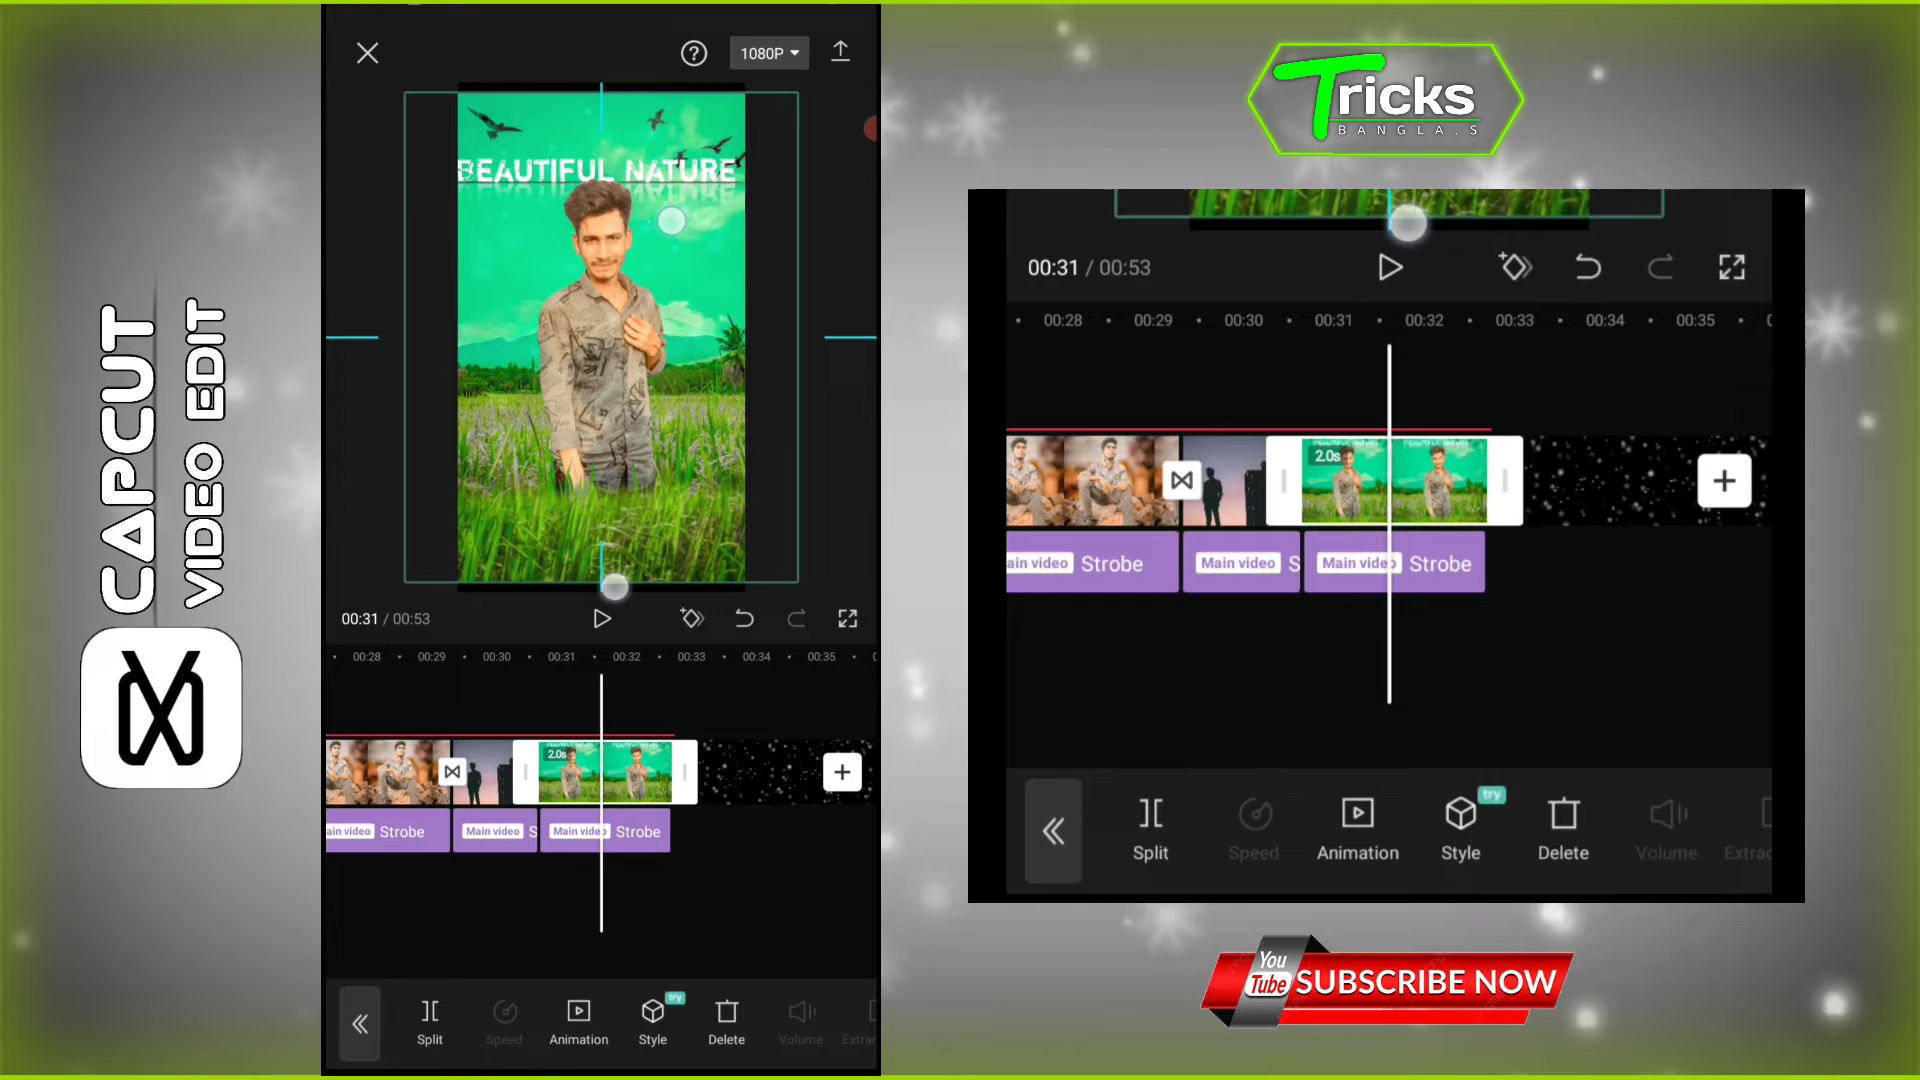 CAPCUT
VIDEO EDIT
?
1080P
BEAUTIFUL NATURE
00:31 / 00:53
00:28
00:29
00:30
00:31
00:32
00:33
00:34
00:35
2.0s
ain video Strobe
Main video S
Main video Strobe
Split
Speed
Animation
Style
try
Delete
Volume
Extrac
Tricks
BANGLA.S
00:31 / 00:53
00:28
00:29
00:30
00:31
00:32
00:33
00:34
00:35
2.0s
ain video Strobe
Main video S
Main video Strobe
Split
Speed
Animation
Style
try
Delete
Volume
Extrac
You
Tube
SUBSCRIBE NOW